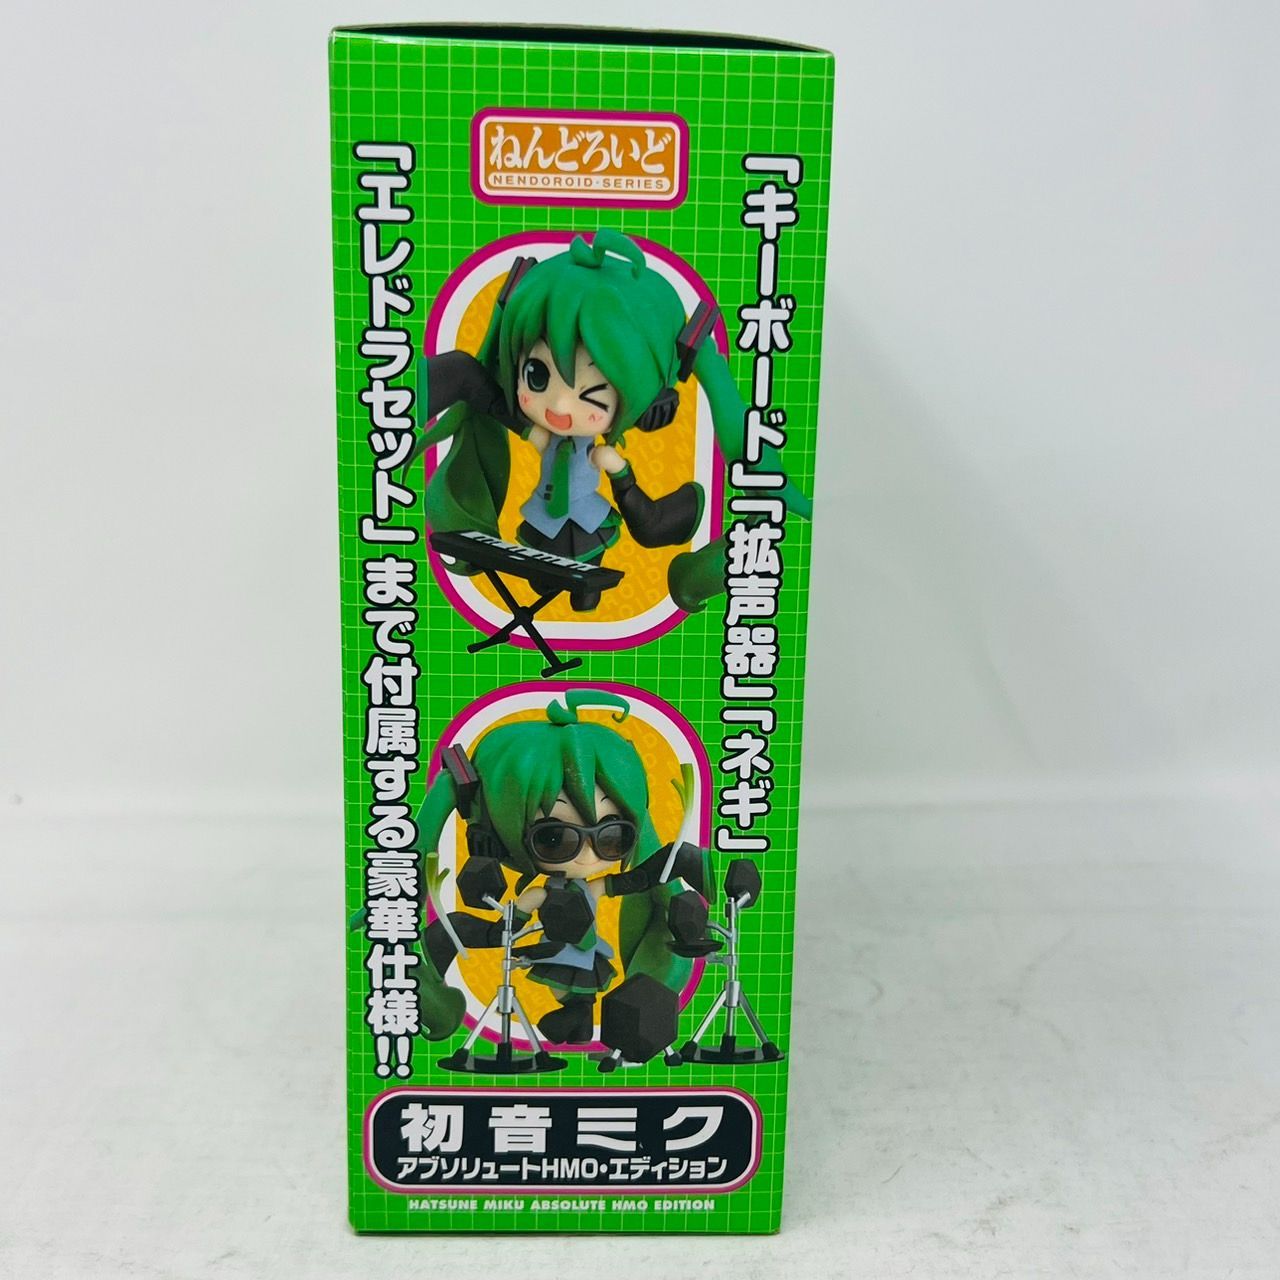 ねんどろいど
NENDOROID・SERIES
「キーボード」「拡声器」「ネギ」
「エレドラセット」まで付属する豪華仕様!!
初音ミク
アブソリュートHMO・エディション
HATSUNE MIKU ABSOLUTE HMO EDITION